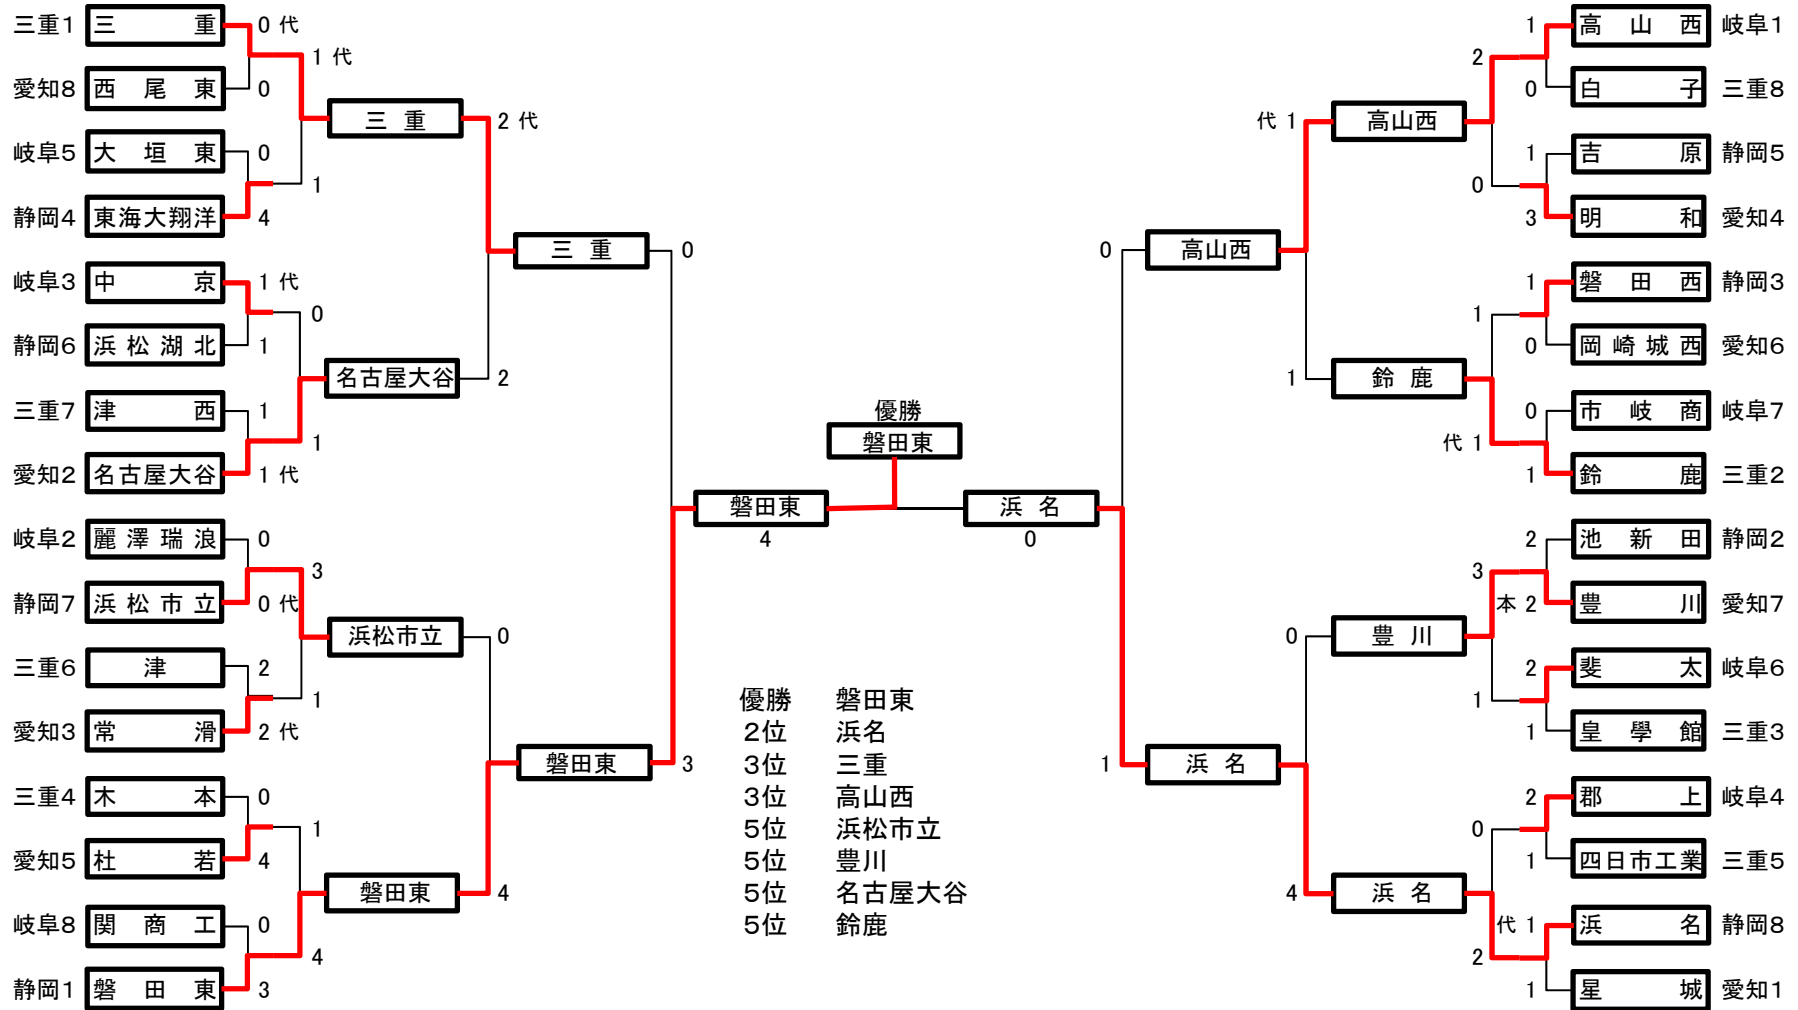 三重1 三重 0 代
1 代
愛知8 西尾東 0
三重 2 代
岐阜5 大垣東 0
1
静岡4 東海大翔洋 4
三重 0
岐阜3 中京 1 代
0
静岡6 浜松湖北 1
名古屋大谷 2
三重7 津西 1
1
愛知2 名古屋大谷 1 代
岐阜2 麗澤瑞浪 0
3
静岡7 浜松市立 0 代
浜松市立 0
三重6 津 2
1
愛知3 常滑 2 代
磐田東 3
三重4 木本 0
1
愛知5 杜若 4
磐田東 4
岐阜8 関商工 0
4
静岡1 磐田東 3
優勝
磐田東
磐田東 浜名
4 0
優勝 磐田東
2位 浜名
3位 三重
3位 高山西
5位 浜松市立
5位 豊川
5位 名古屋大谷
5位 鈴鹿
1 高山西 岐阜1
2
0 白子 三重8
代 1 高山西
1 吉原 静岡5
0
3 明和 愛知4
0 高山西
1 磐田西 静岡3
1
0 岡崎城西 愛知6
1 鈴鹿
0 市岐商 岐阜7
代 1
1 鈴鹿 三重2
2 池新田 静岡2
3
本 2 豊川 愛知7
0 豊川
2 斐太 岐阜6
1
1 皇學館 三重3
1 浜名
2 郡上 岐阜4
0
1 四日市工業 三重5
4 浜名
代 1 浜名 静岡8
2
1 星城 愛知1